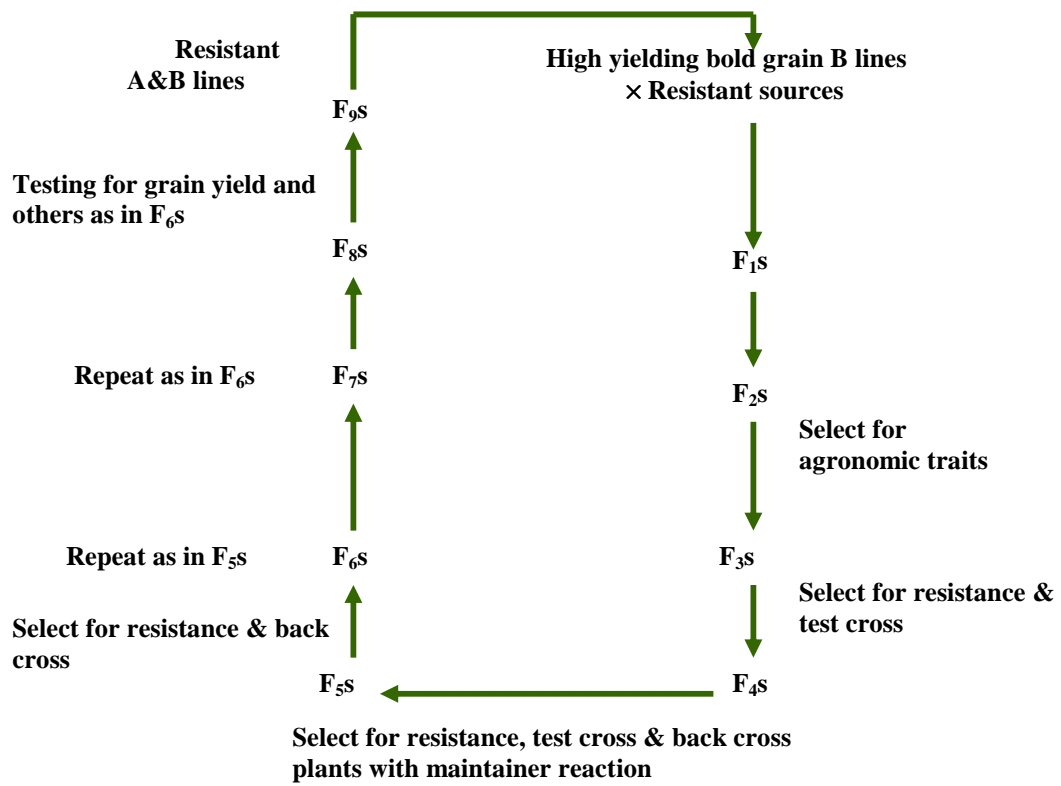 Resistant
A&B lines
High yielding bold grain B lines
× Resistant sources
F₉s
Testing for grain yield and
others as in F₆s
F₈s
F₁s
Repeat as in F₆s
F₇s
F₂s
Select for
agronomic traits
Repeat as in F₅s
F₆s
F₃s
Select for resistance &
test cross
Select for resistance & back
cross
F₅s
F₄s
Select for resistance, test cross & back cross
plants with maintainer reaction